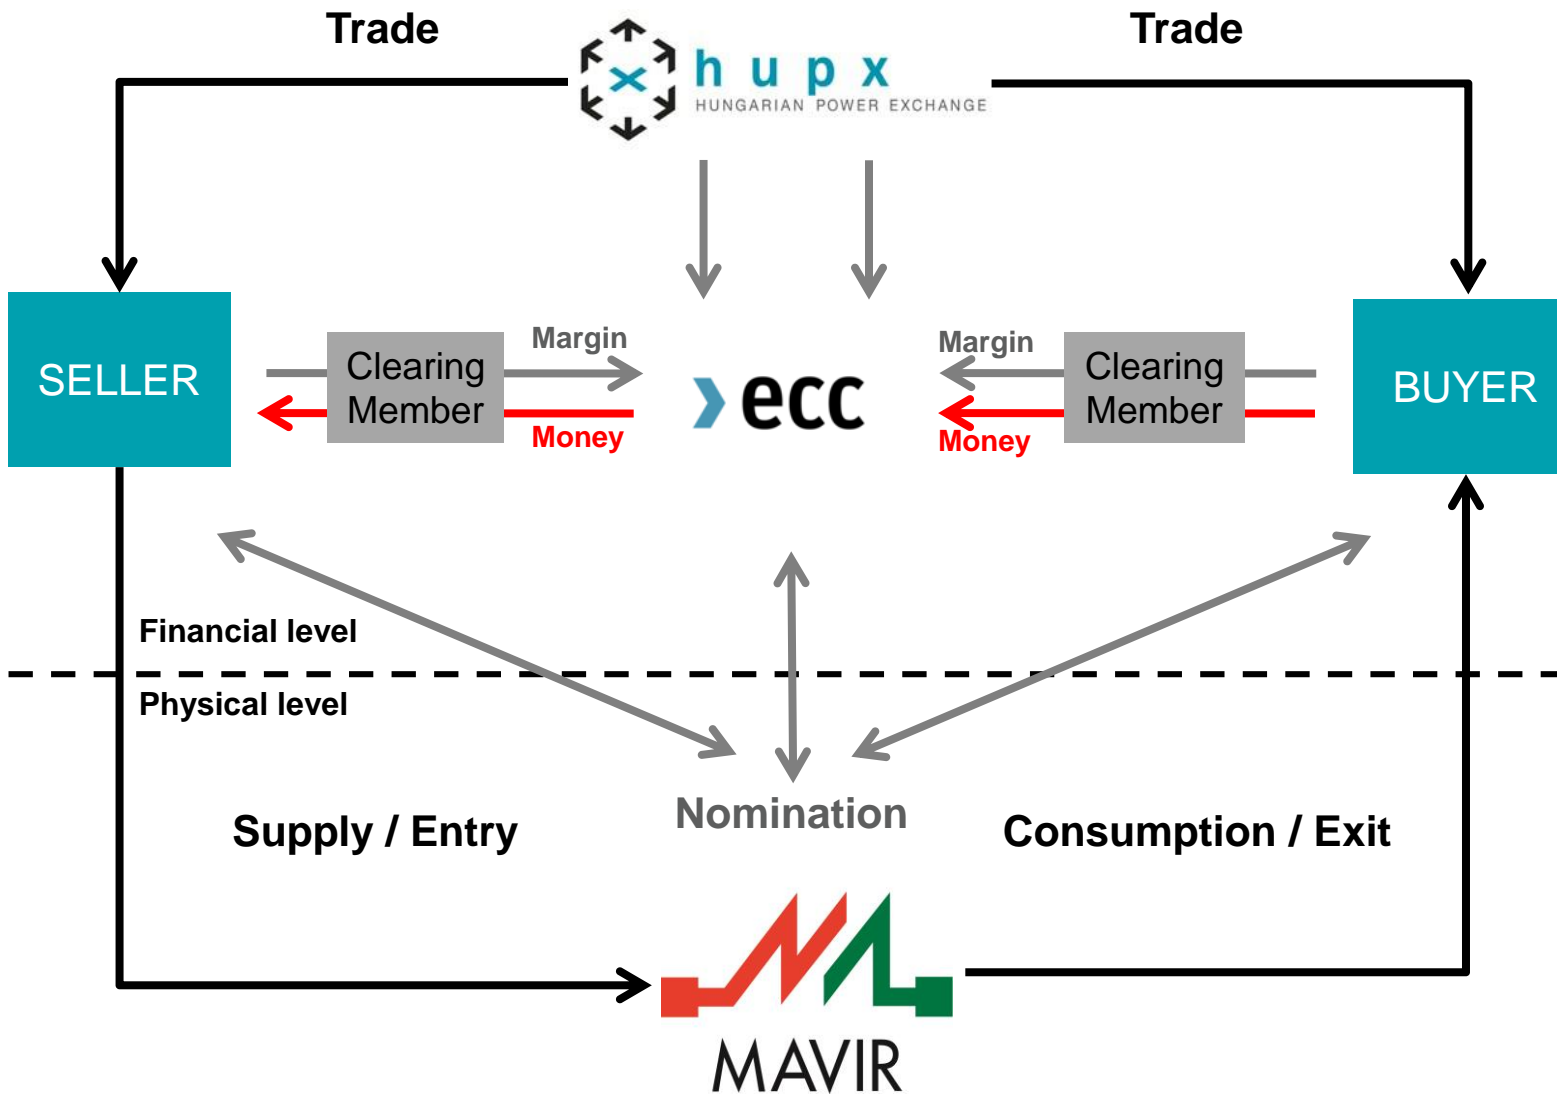 Trade
Trade
hupx
HUNGARIAN POWER EXCHANGE
SELLER
Clearing
Member
Margin
Money
ecc
Margin
Money
Clearing
Member
BUYER
Financial level
Physical level
Supply / Entry
Nomination
Consumption / Exit
MAVIR